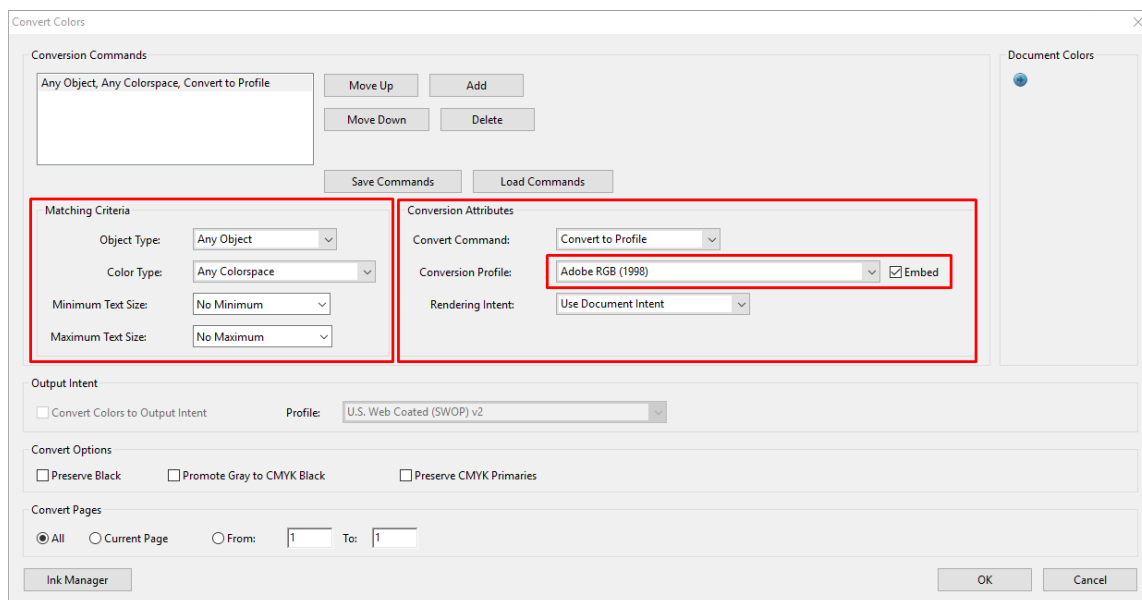 Convert Colors
Conversion Commands
Document Colors
Any Object, Any Colorspace, Convert to Profile
Move Up
Add
Move Down
Delete
Save Commands
Load Commands
Matching Criteria
Object Type: Any Object
Color Type: Any Colorspace
Minimum Text Size: No Minimum
Maximum Text Size: No Maximum
Conversion Attributes
Convert Command: Convert to Profile
Conversion Profile: Adobe RGB (1998) Embed
Rendering Intent: Use Document Intent
Output Intent
Convert Colors to Output Intent Profile: U.S. Web Coated (SWOP) v2
Convert Options
Preserve Black Promote Gray to CMYK Black Preserve CMYK Primaries
Convert Pages
All Current Page From: 1 To: 1
Ink Manager OK Cancel